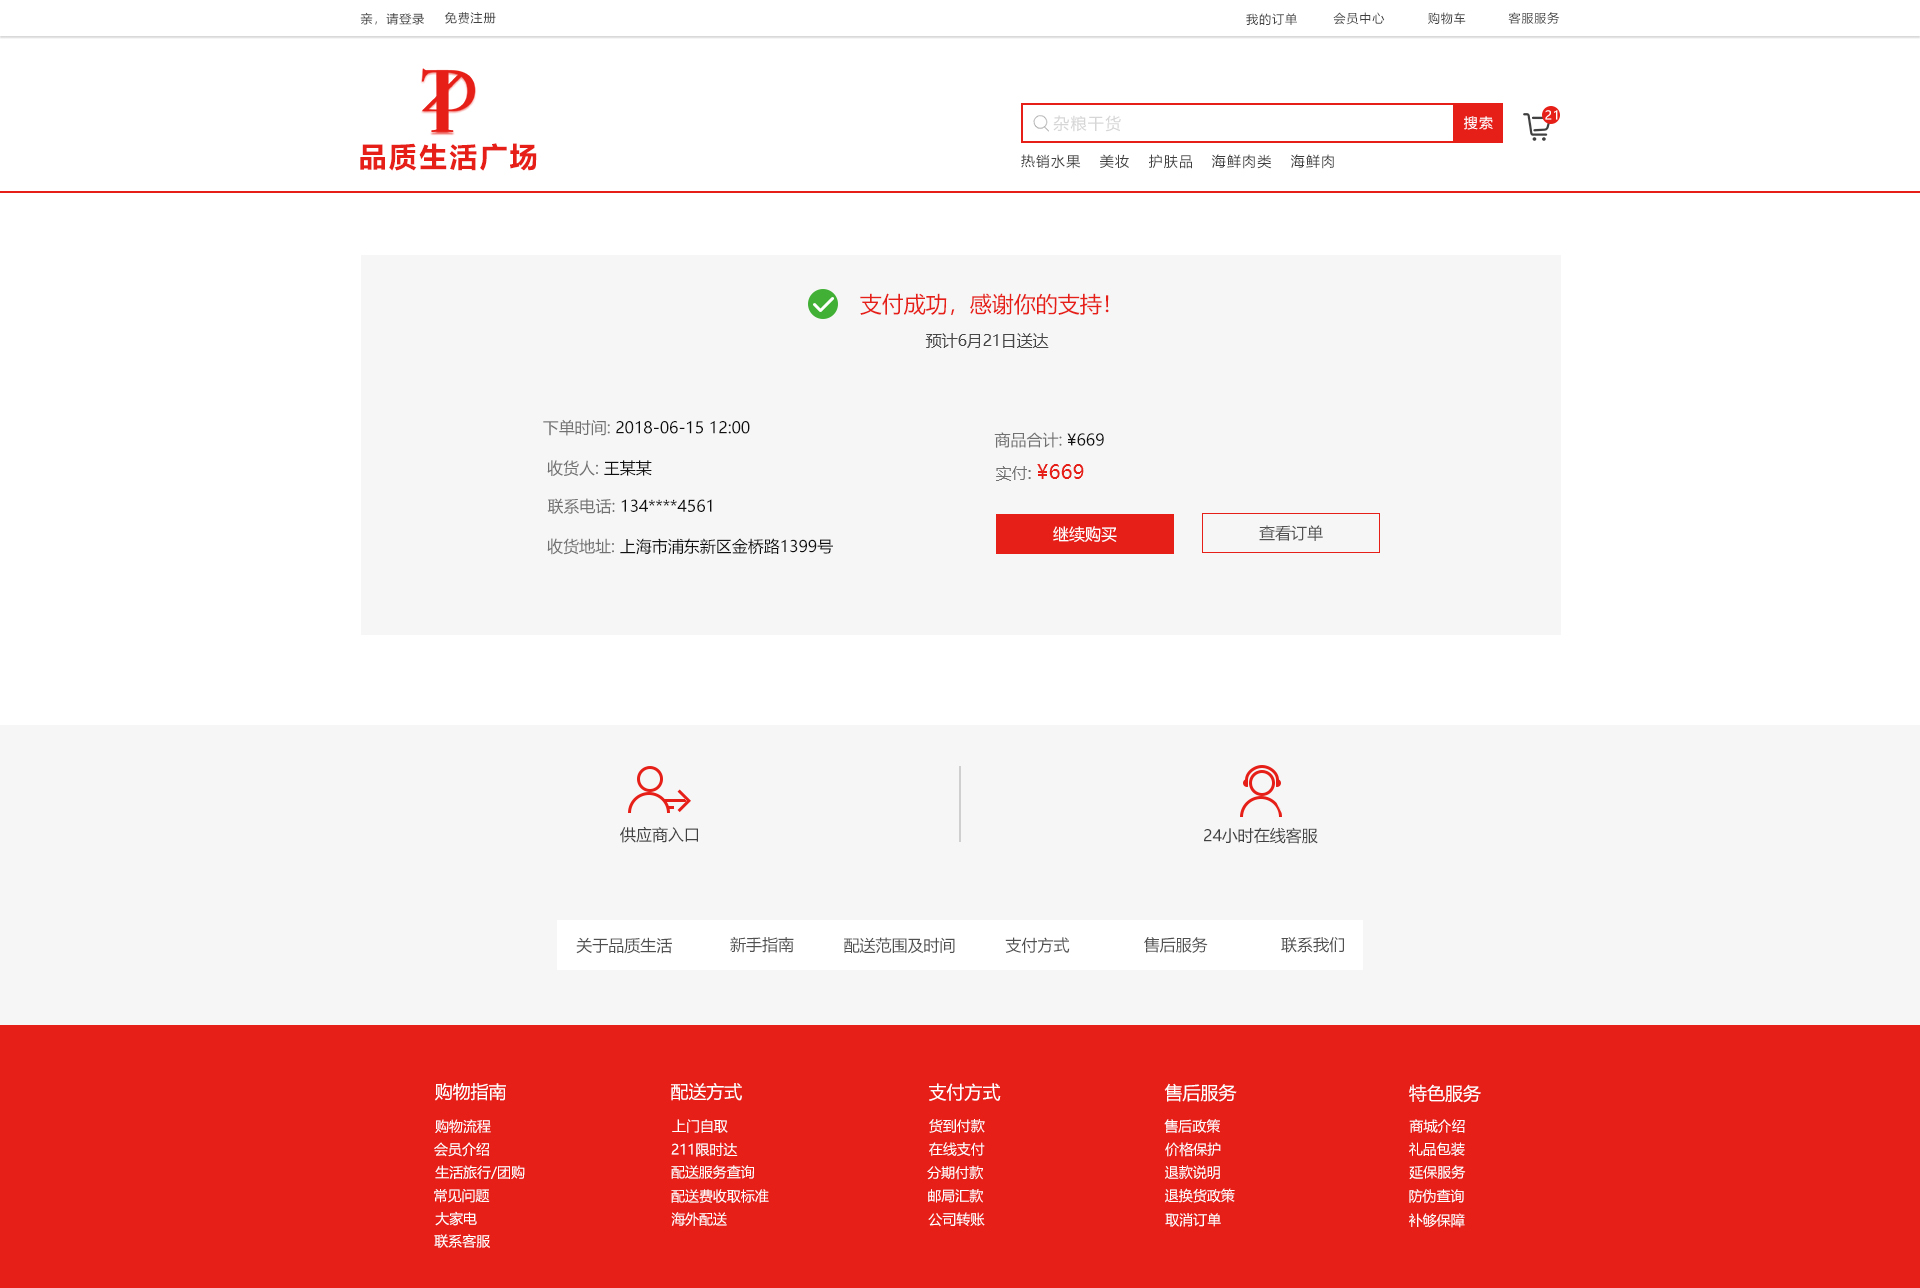 亲，请登录 免费注册 我的订单 会员中心 购物车 客服服务
品质生活广场
杂粮干货 搜索 21
热销水果 美妆 护肤品 海鲜肉类 海鲜肉
支付成功，感谢你的支持！
预计6月21日送达
下单时间: 2018-06-15 12:00
收货人: 王某某
联系电话: 134****4561
收货地址: 上海市浦东新区金桥路1399号
商品合计: ¥669
实付: ¥669
继续购买 查看订单
供应商入口 24小时在线客服
关于品质生活 新手指南 配送范围及时间 支付方式 售后服务 联系我们
购物指南
购物流程
会员介绍
生活旅行/团购
常见问题
大家电
联系客服
配送方式
上门自取
211限时达
配送服务查询
配送费收取标准
海外配送
支付方式
货到付款
在线支付
分期付款
邮局汇款
公司转账
售后服务
售后政策
价格保护
退款说明
退换货政策
取消订单
特色服务
商城介绍
礼品包装
延保服务
防伪查询
补够保障